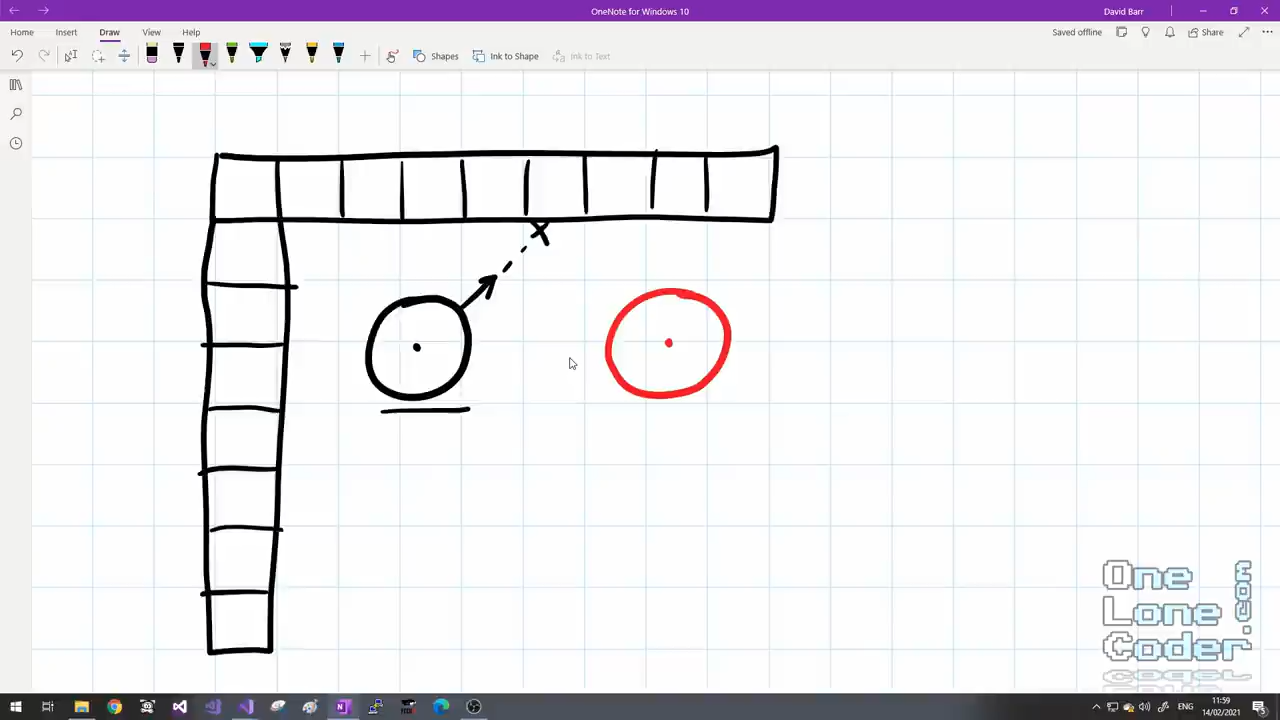 OneNote for Windows 10
David Barr
Home Insert Draw View Help
Saved offline
Share
Shapes
Ink to Shape
Ink to Text
x
One
Lone
Coder
.com
11:59
14/02/2021